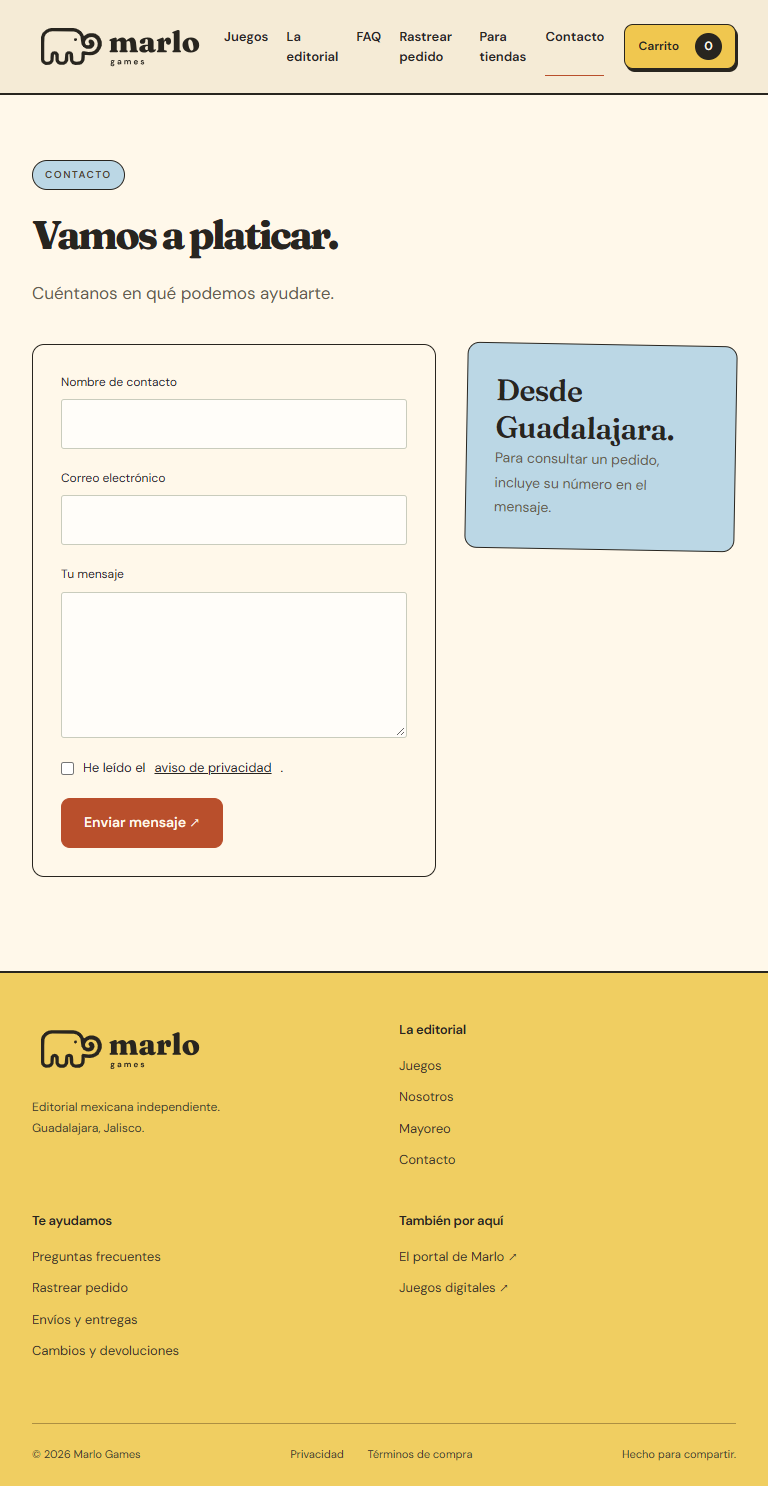 marlo
games
Juegos
La editorial
FAQ
Rastrear pedido
Para tiendas
Contacto
Carrito 0
CONTACTO
Vamos a platicar.
Cuéntanos en qué podemos ayudarte.
Nombre de contacto
Correo electrónico
Tu mensaje
He leído el aviso de privacidad .
Enviar mensaje ↗
Desde
Guadalajara.
Para consultar un pedido,
incluye su número en el
mensaje.
marlo
games
Editorial mexicana independiente.
Guadalajara, Jalisco.
La editorial
Juegos
Nosotros
Mayoreo
Contacto
Te ayudamos
Preguntas frecuentes
Rastrear pedido
Envíos y entregas
Cambios y devoluciones
También por aquí
El portal de Marlo ↗
Juegos digitales ↗
© 2026 Marlo Games
Privacidad
Términos de compra
Hecho para compartir.